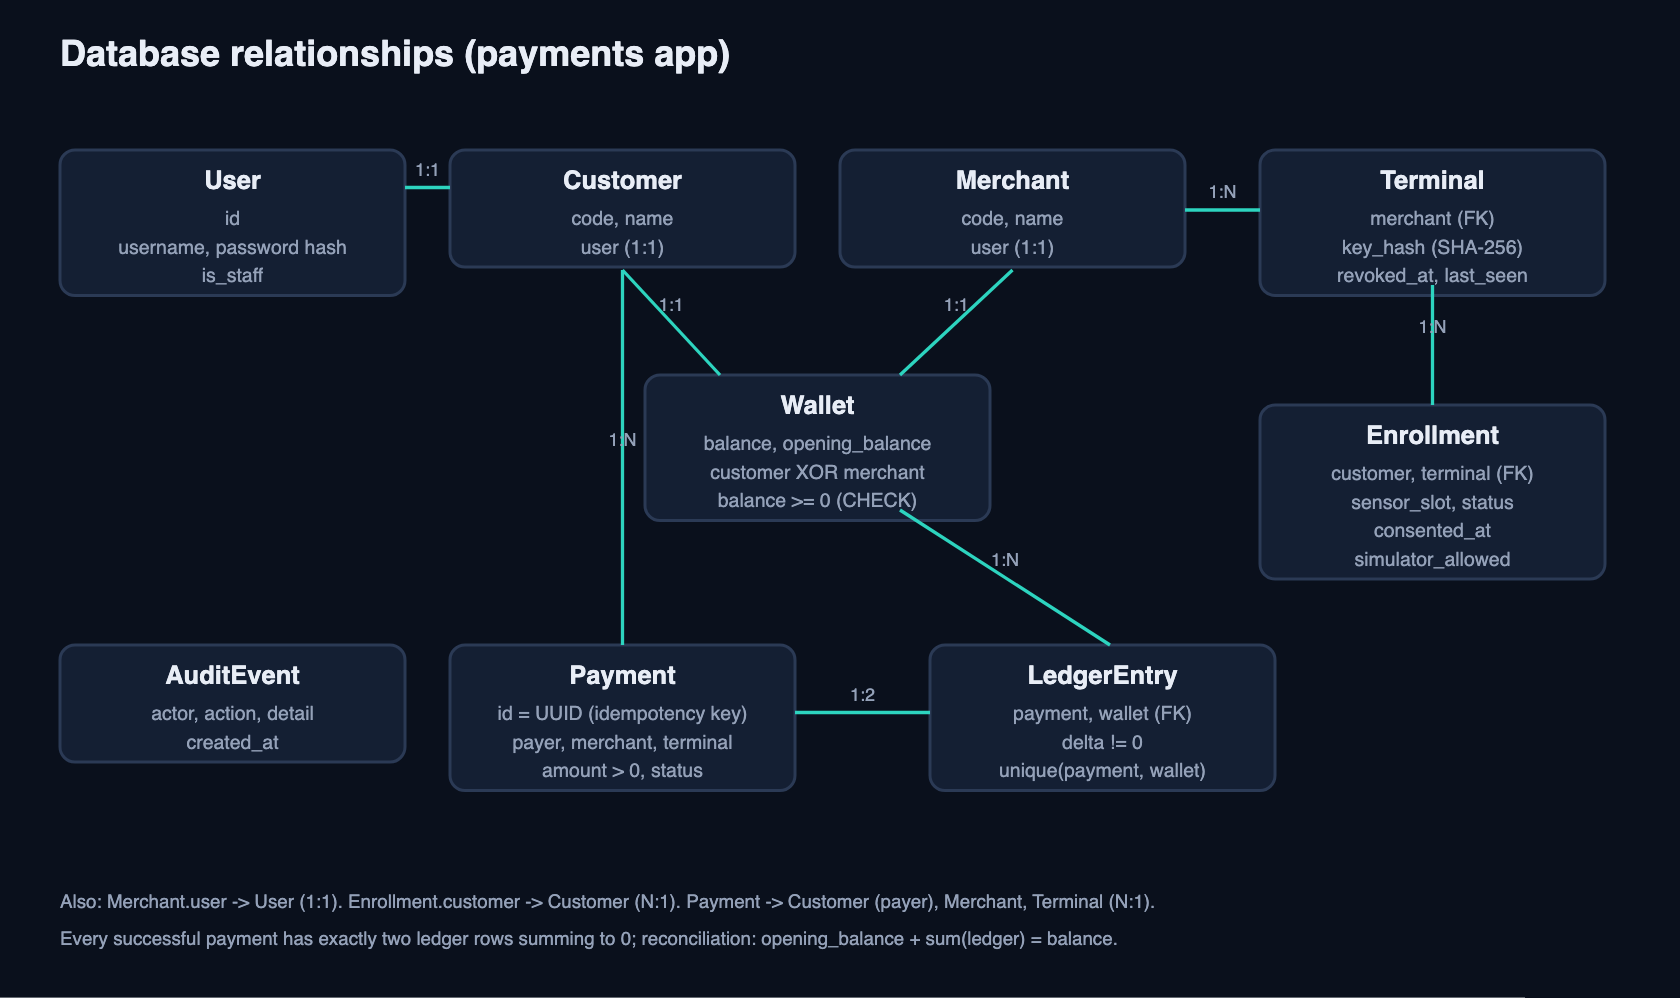 Database relationships (payments app)
User
id
username, password hash
is_staff
1:1
Customer
code, name
user (1:1)
Merchant
code, name
user (1:1)
1:N
Terminal
merchant (FK)
key_hash (SHA-256)
revoked_at, last_seen
1:1
1:1
1:N
Wallet
balance, opening_balance
customer XOR merchant
balance >= 0 (CHECK)
1:N
Enrollment
customer, terminal (FK)
sensor_slot, status
consented_at
simulator_allowed
1:N
AuditEvent
actor, action, detail
created_at
Payment
id = UUID (idempotency key)
payer, merchant, terminal
amount > 0, status
1:2
LedgerEntry
payment, wallet (FK)
delta != 0
unique(payment, wallet)
Also: Merchant.user -> User (1:1). Enrollment.customer -> Customer (N:1). Payment -> Customer (payer), Merchant, Terminal (N:1).
Every successful payment has exactly two ledger rows summing to 0; reconciliation: opening_balance + sum(ledger) = balance.